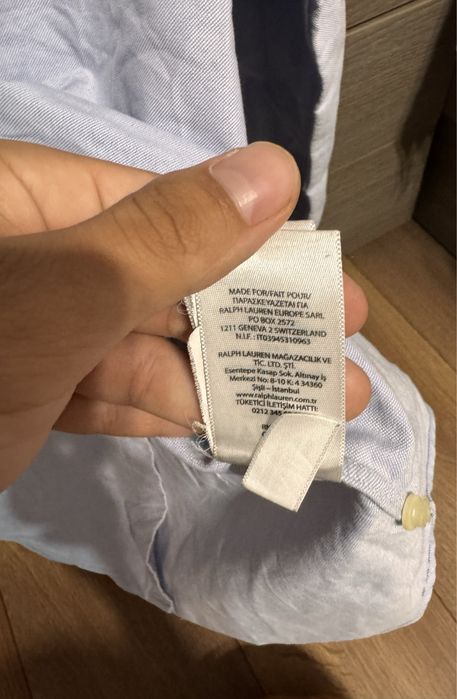 MADE FOR/FAIT POUR/
ΠΑΡΑΣΚΕΥΑΖΕΤΑΙ ΓΙΑ
RALPH LAUREN EUROPE SARL
PO BOX 2572
1211 GENEVA 2 SWITZERLAND
N.I.F.: IT03945310963
RALPH LAUREN MAĞAZACILIK VE
TİC. LTD. ŞTİ.
Esentepe Kasap Sok. Altınay İş
Merkezi No: 8-10 K: 4 34360
Şişli – İstanbul
www.ralphlauren.com.tr
TÜKETİCİ İLETİŞİM HATTI:
0212 345